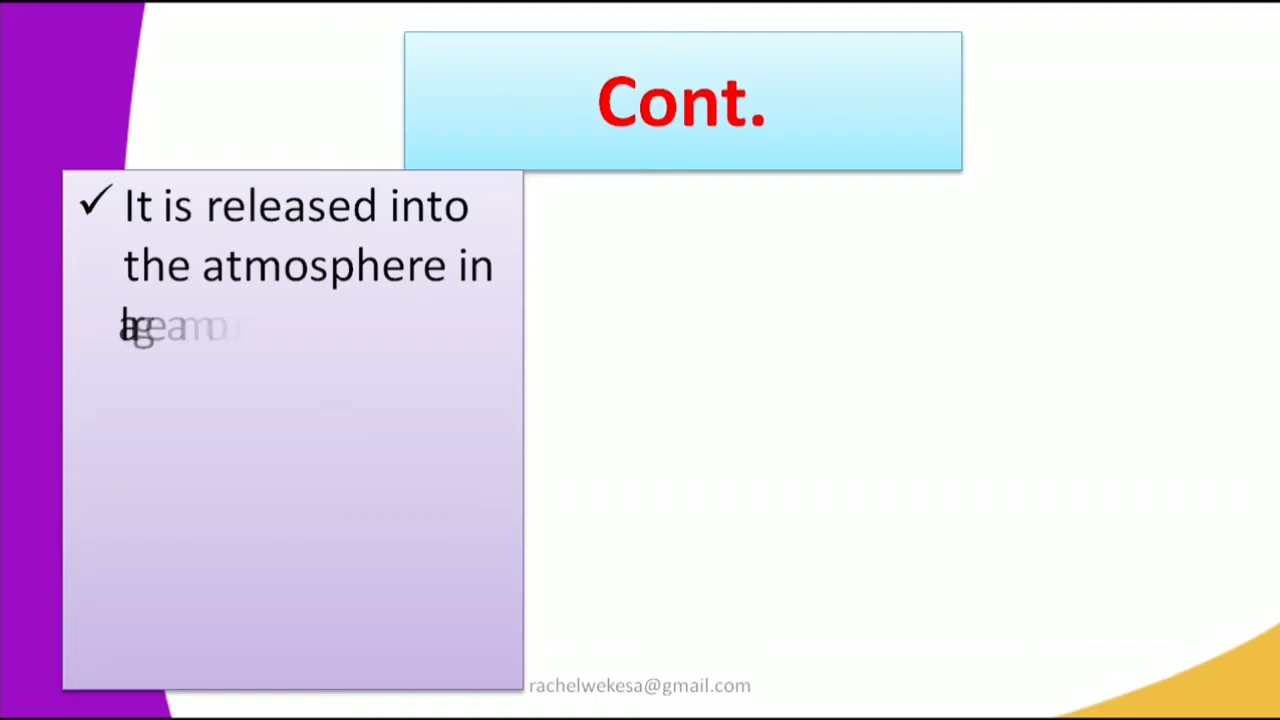 Cont.
✓ It is released into
the atmosphere in
large
rachelwekesa@gmail.com